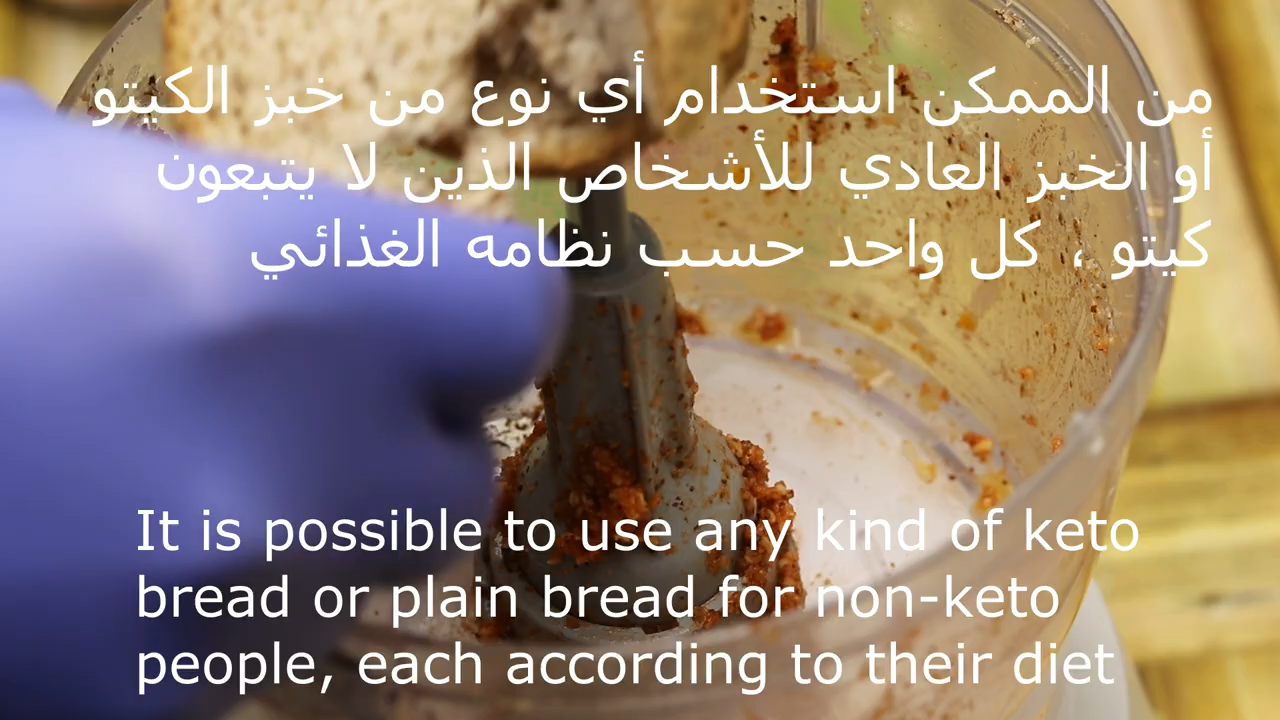 من الممكن استخدام أي نوع من خبز الكيتو
أو الخبز العادي للأشخاص الذين لا يتبعون
كيتو ، كل واحد حسب نظامه الغذائي
It is possible to use any kind of keto
bread or plain bread for non-keto
people, each according to their diet